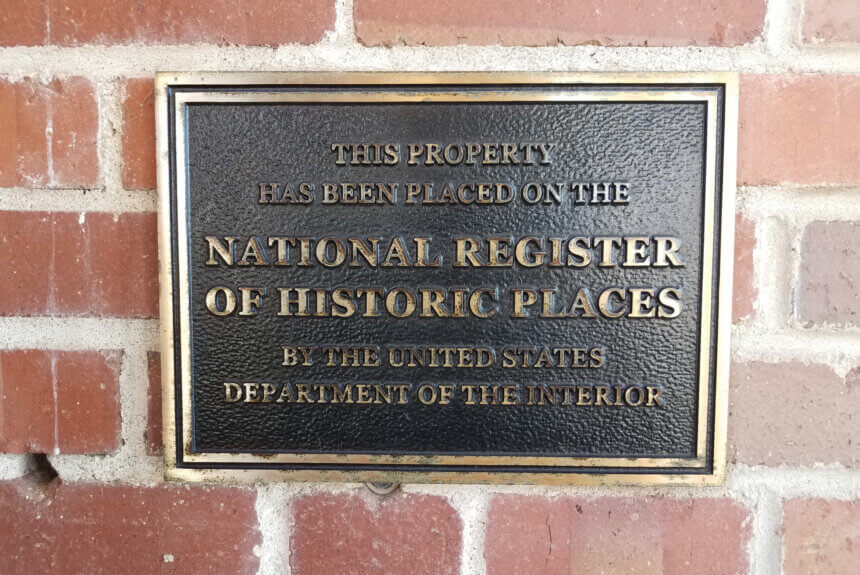 THIS PROPERTY
HAS BEEN PLACED ON THE
NATIONAL REGISTER
OF HISTORIC PLACES
BY THE UNITED STATES
DEPARTMENT OF THE INTERIOR